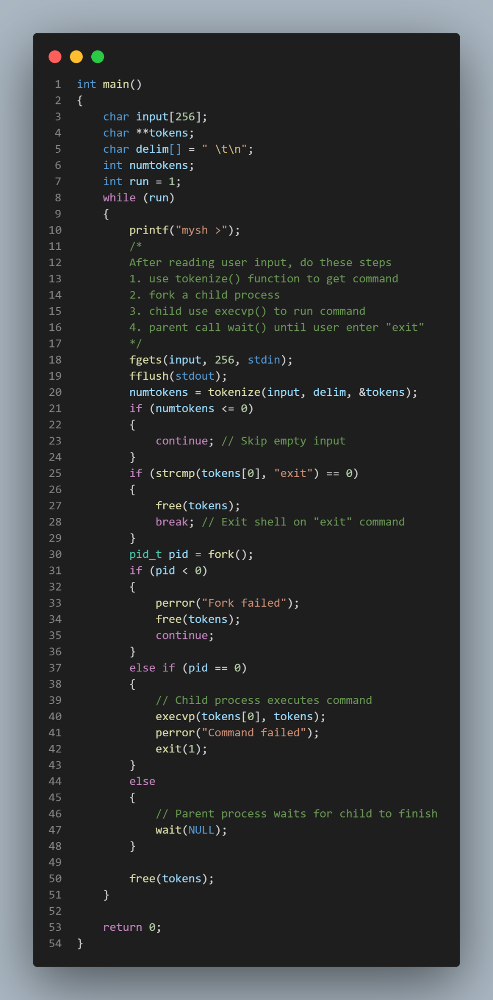 1 int main()
2 {
3     char input[256];
4     char **tokens;
5     char delim[] = " \t\n";
6     int numtokens;
7     int run = 1;
8     while (run)
9     {
10         printf("mysh >");
11         /*
12         After reading user input, do these steps
13         1. use tokenize() function to get command
14         2. fork a child process
15         3. child use execvp() to run command
16         4. parent call wait() until user enter "exit"
17         */
18         fgets(input, 256, stdin);
19         fflush(stdout);
20         numtokens = tokenize(input, delim, &tokens);
21         if (numtokens <= 0)
22         {
23             continue; // Skip empty input
24         }
25         if (strcmp(tokens[0], "exit") == 0)
26         {
27             free(tokens);
28             break; // Exit shell on "exit" command
29         }
30         pid_t pid = fork();
31         if (pid < 0)
32         {
33             perror("Fork failed");
34             free(tokens);
35             continue;
36         }
37         else if (pid == 0)
38         {
39             // Child process executes command
40             execvp(tokens[0], tokens);
41             perror("Command failed");
42             exit(1);
43         }
44         else
45         {
46             // Parent process waits for child to finish
47             wait(NULL);
48         }
49
50         free(tokens);
51     }
52
53     return 0;
54 }